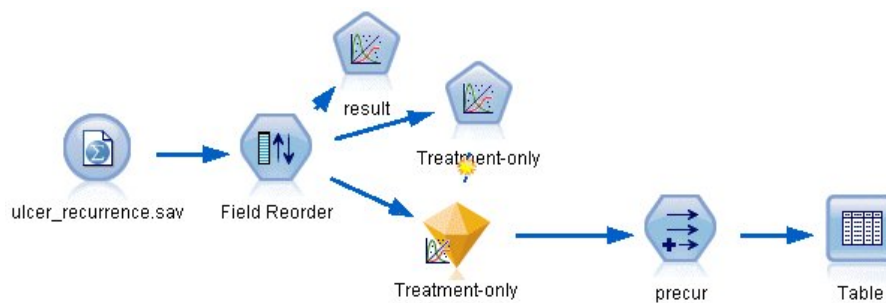 result
Treatment-only
ulcer_recurrence.sav
Field Reorder
Treatment-only
precur
Table